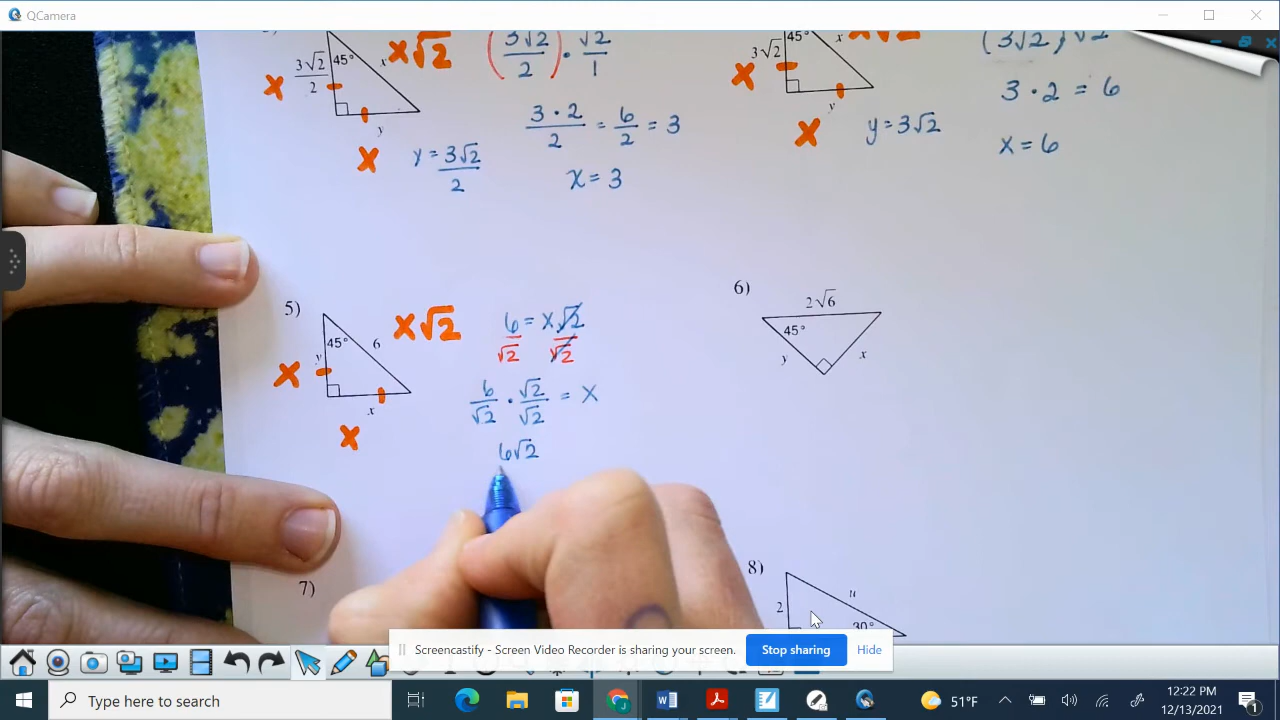 QCamera
3√2/2
45°
x
x√2
(3√2/2) · √2/1
x
y
x
y = 3√2/2
3 · 2/2 = 6/2 = 3
x = 3
3√2
45°
x
x
y
x
y = 3√2
3 · 2 = 6
x = 6
5)
45°
6
y
x
x√2
x
x
6 = x√2
√2 √2
6/√2 · √2/√2 = x
6√2
6)
2√6
45°
y
x
7)
8)
2
u
30°
Screencastify - Screen Video Recorder is sharing your screen.
Stop sharing
Hide
Type here to search
51°F
12:22 PM
12/13/2021
1